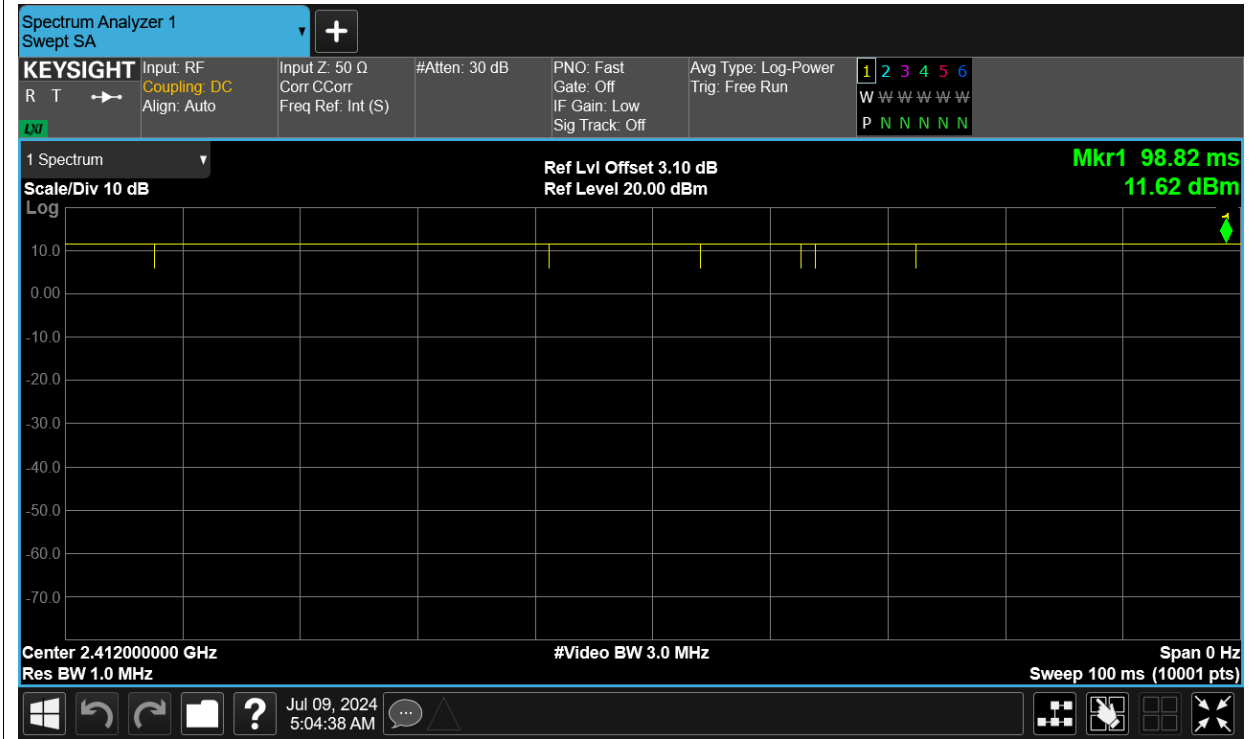 Spectrum Analyzer 1
Swept SA
KEYSIGHT
R T
LXI
Input: RF
Coupling: DC
Align: Auto
Input Z: 50 Ω
Corr CCorr
Freq Ref: Int (S)
#Atten: 30 dB
PNO: Fast
Gate: Off
IF Gain: Low
Sig Track: Off
Avg Type: Log-Power
Trig: Free Run
1 2 3 4 5 6
W W W W W W
P N N N N N
1 Spectrum
Scale/Div 10 dB
Ref Lvl Offset 3.10 dB
Ref Level 20.00 dBm
Mkr1 98.82 ms
11.62 dBm
Log
1
10.0
0.00
-10.0
-20.0
-30.0
-40.0
-50.0
-60.0
-70.0
Center 2.412000000 GHz
#Video BW 3.0 MHz
Span 0 Hz
Res BW 1.0 MHz
Sweep 100 ms (10001 pts)
?
Jul 09, 2024
5:04:38 AM